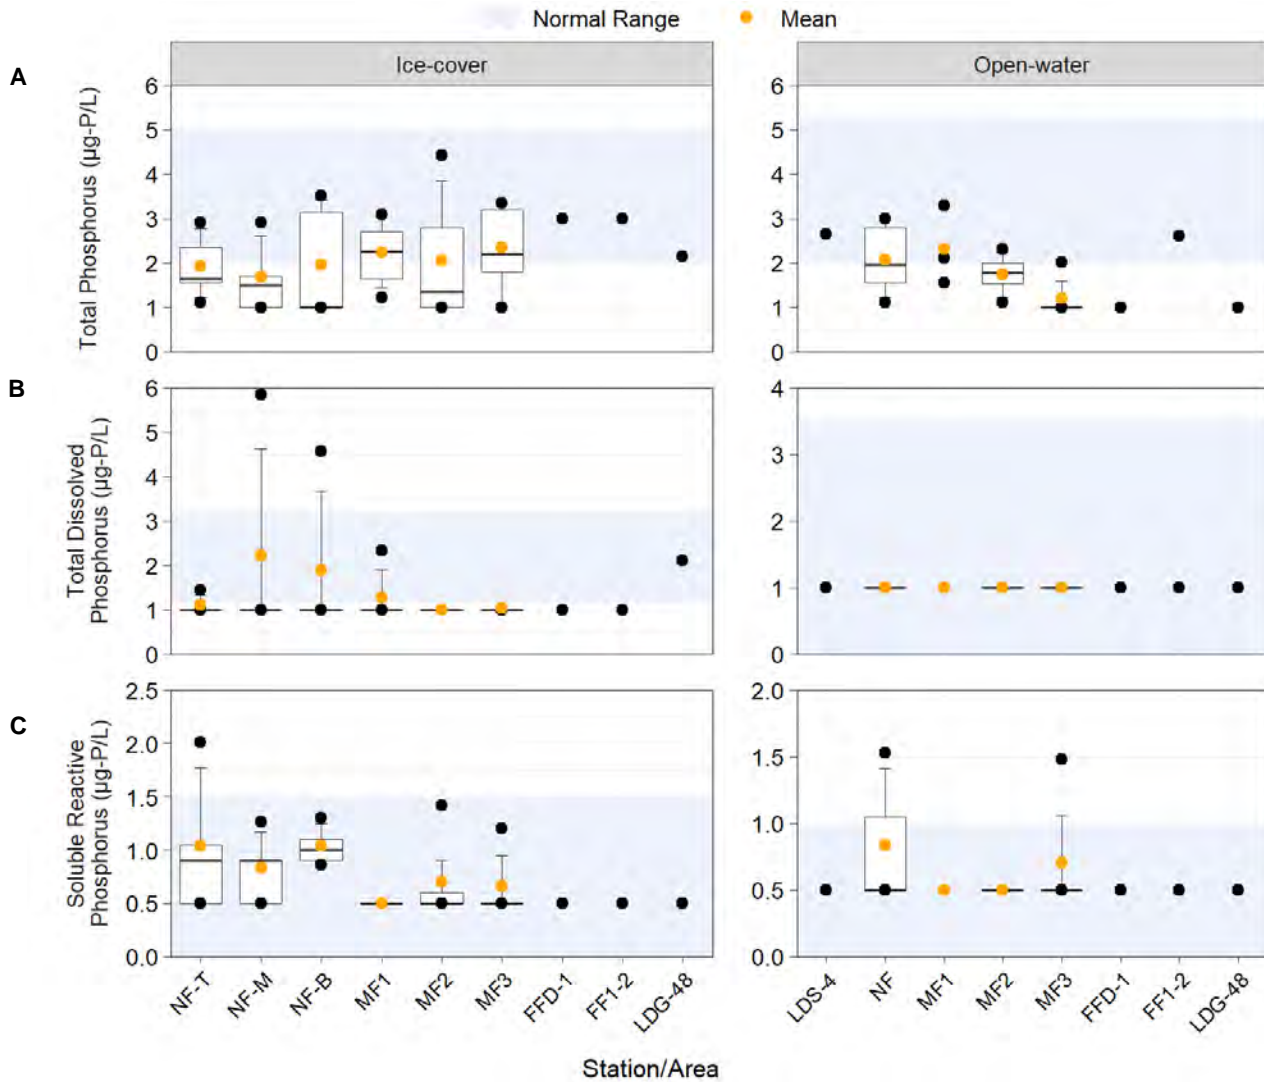 Normal Range Mean
A
Ice-cover Open-water
Total Phosphorus (µg-P/L)
6 5 4 3 2 1 0
6 5 4 3 2 1 0
B
Total Dissolved
Phosphorus (µg-P/L)
6 5 4 3 2 1 0
4 3 2 1 0
C
Soluble Reactive
Phosphorus (µg-P/L)
2.5 2.0 1.5 1.0 0.5 0.0
2.0 1.5 1.0 0.5 0.0
NF-T NF-M NF-B MF1 MF2 MF3 FFD-1 FF1-2 LDG-48
LDS-4 NF MF1 MF2 MF3 FFD-1 FF1-2 LDG-48
Station/Area